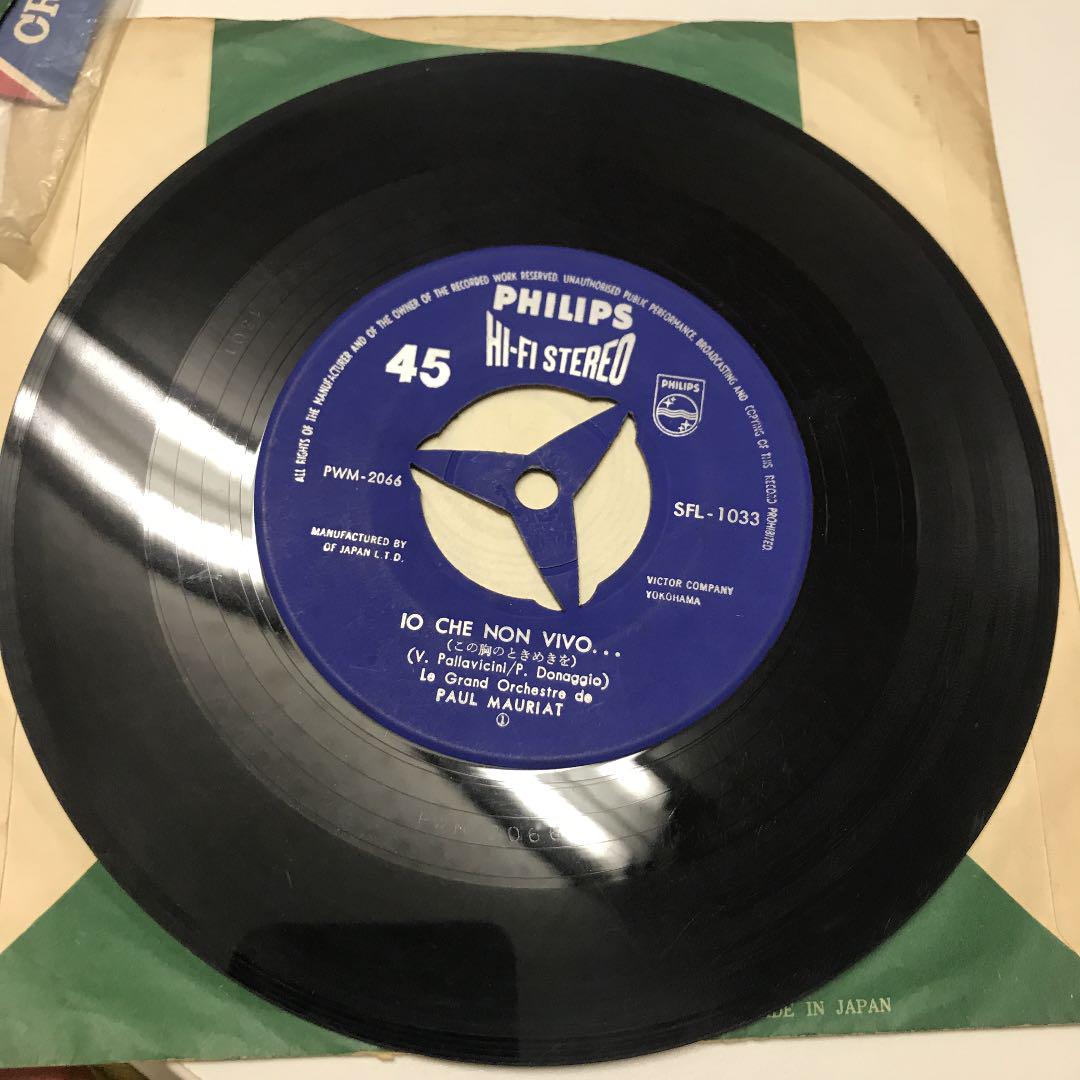 CR
ALL RIGHTS OF THE MANUFACTURER AND OF THE OWNER OF THE RECORDED WORK RESERVED. UNAUTHORISED PUBLIC PERFORMANCE, BROADCASTING AND COPYING OF THIS RECORD PROHIBITED.
PHILIPS
HI-FI STEREO
45
PHILIPS
PWM-2066
SFL-1033
MANUFACTURED BY
OF JAPAN L.T.D.
VICTOR COMPANY
YOKOHAMA
IO CHE NON VIVO...
(この胸のときめきを)
(V. Pallavicini/P. Donaggio)
Le Grand Orchestre de
PAUL MAURIAT
①
IN JAPAN